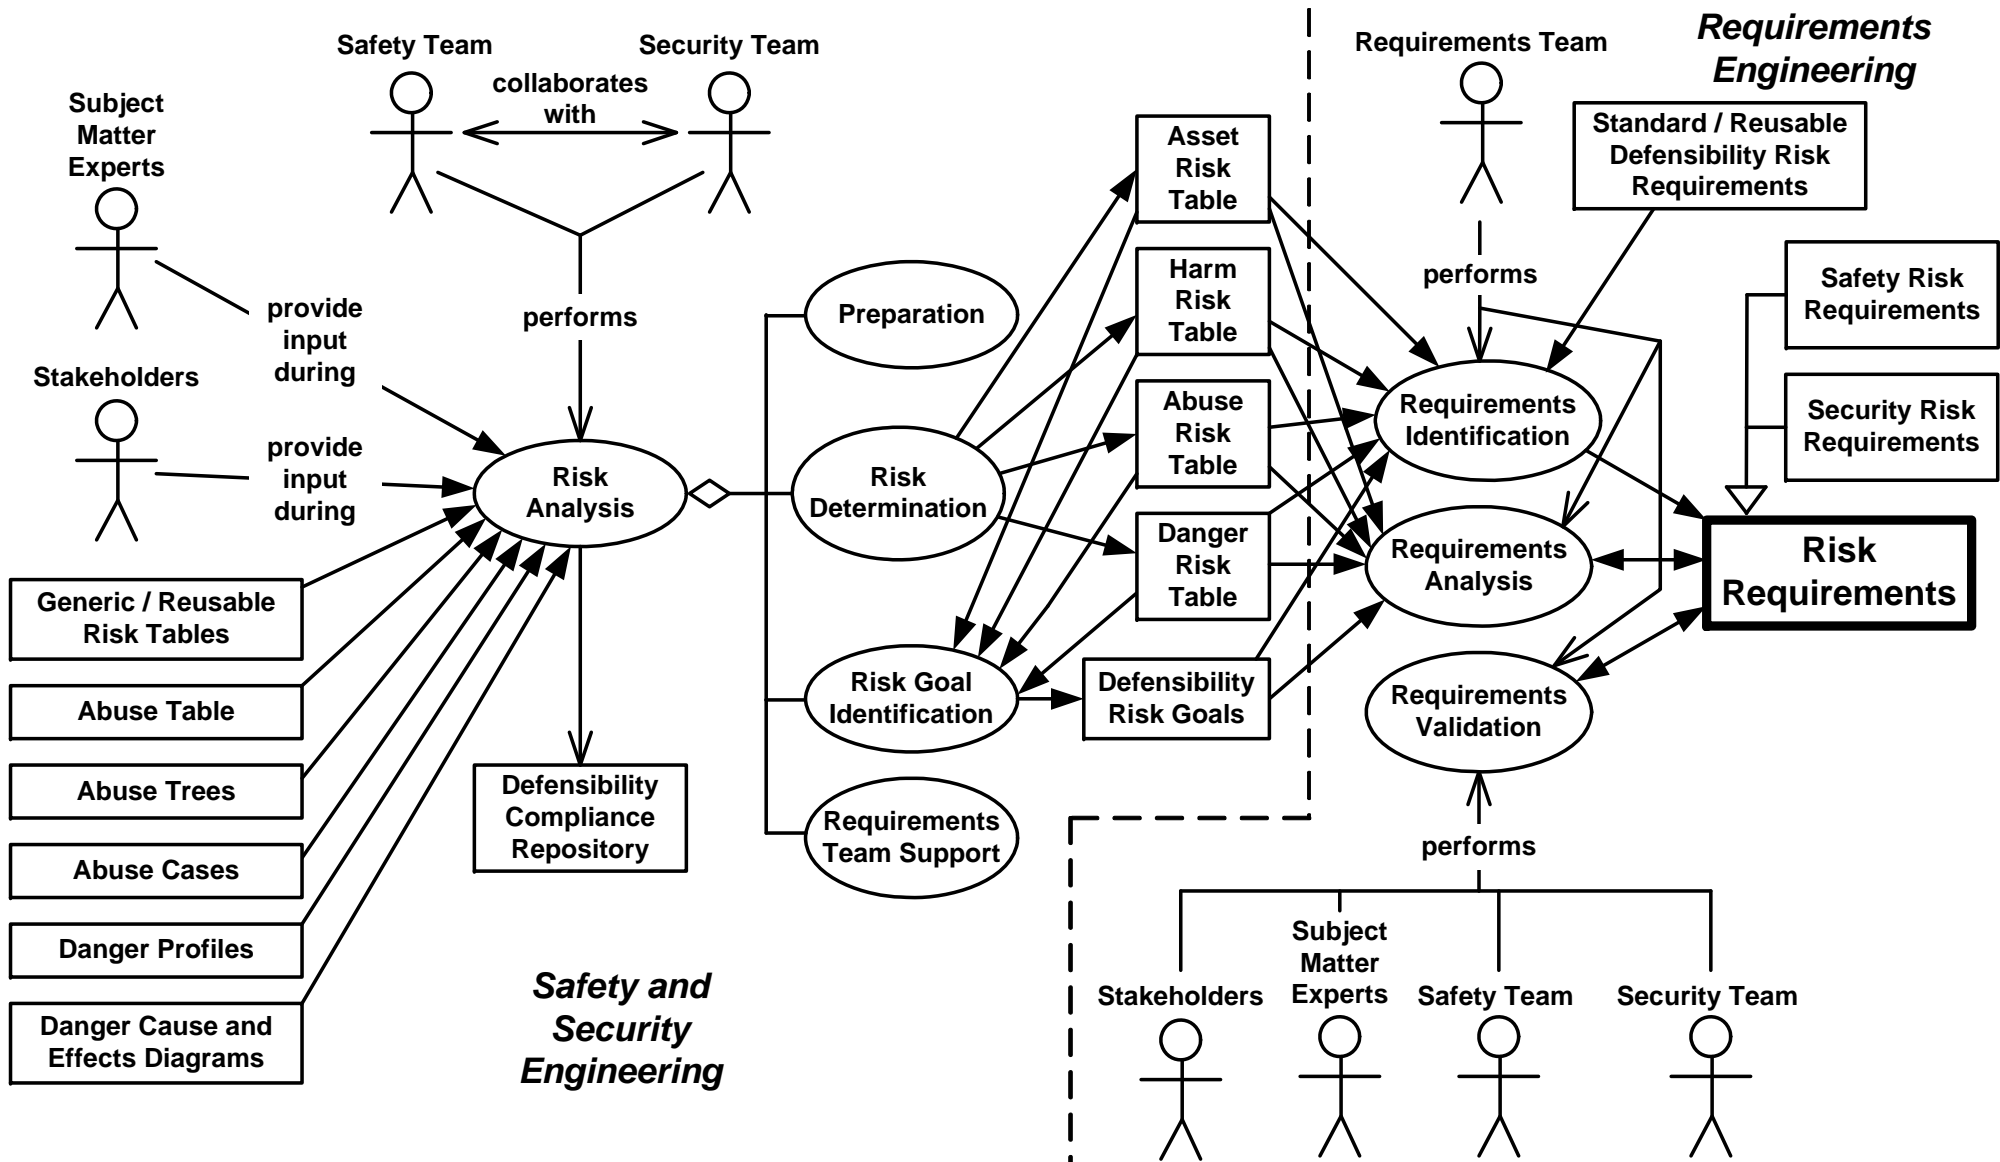 Safety Team
Security Team
collaborates
with
Subject
Matter
Experts
Stakeholders
provide
input
during
provide
input
during
performs
Risk
Analysis
Generic / Reusable
Risk Tables
Abuse Table
Abuse Trees
Abuse Cases
Danger Profiles
Danger Cause and
Effects Diagrams
Defensibility
Compliance
Repository
Safety and
Security
Engineering
Preparation
Risk
Determination
Risk Goal
Identification
Requirements
Team Support
Asset
Risk
Table
Harm
Risk
Table
Abuse
Risk
Table
Danger
Risk
Table
Defensibility
Risk Goals
Requirements
Engineering
Requirements Team
performs
Standard / Reusable
Defensibility Risk
Requirements
Safety Risk
Requirements
Security Risk
Requirements
Requirements
Identification
Requirements
Analysis
Requirements
Validation
Risk
Requirements
performs
Stakeholders
Subject
Matter
Experts
Safety Team
Security Team